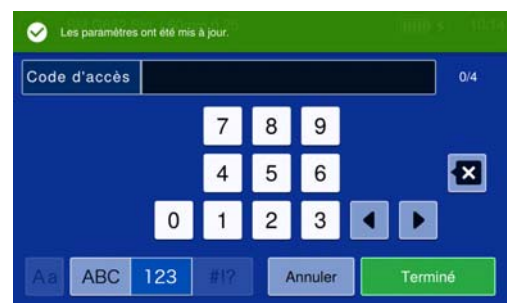 Les paramètres ont été mis à jour.
Code d'accès 0/4
7 8 9
4 5 6
0 1 2 3
Aa ABC 123 #!? Annuler Terminé